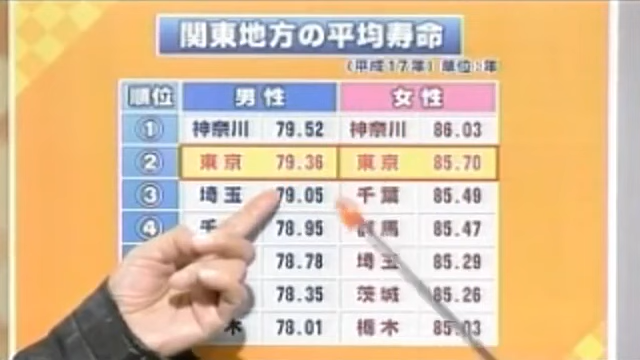 関東地方の平均寿命
(平成17年) 順位:年
順位 男性 女性
① 神奈川 79.52 神奈川 86.03
② 東京 79.36 東京 85.70
③ 埼玉 79.05 千葉 85.49
④ 千 78.95 群馬 85.47
78.78 埼玉 85.29
78.35 茨城 85.26
木 78.01 栃木 85.03